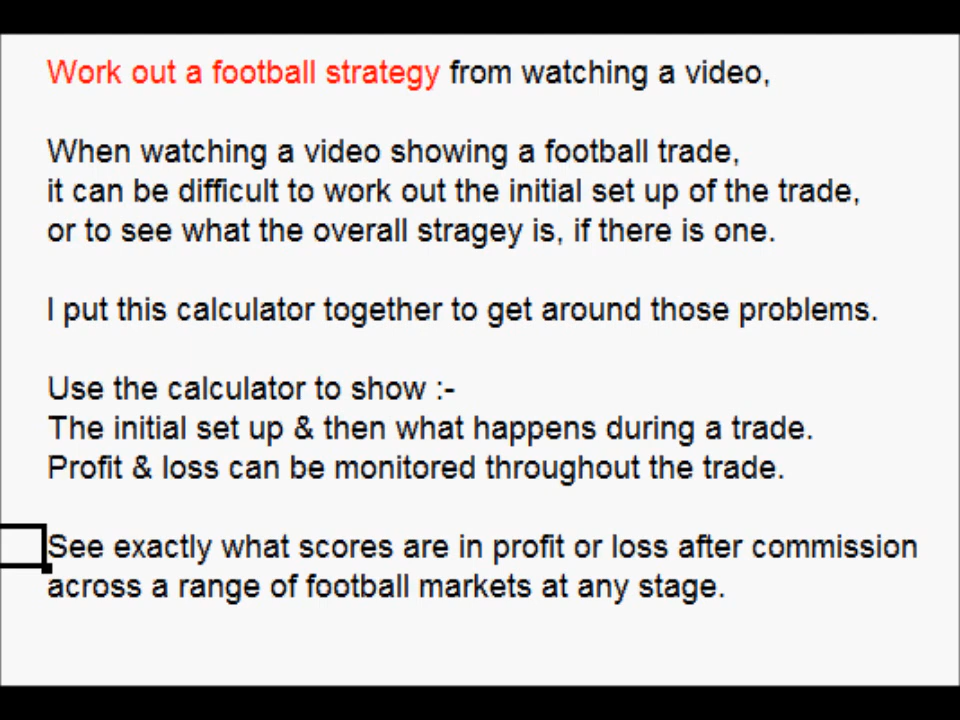 Work out a football strategy from watching a video,
When watching a video showing a football trade,
it can be difficult to work out the initial set up of the trade,
or to see what the overall stragey is, if there is one.
I put this calculator together to get around those problems.
Use the calculator to show :-
The initial set up & then what happens during a trade.
Profit & loss can be monitored throughout the trade.
See exactly what scores are in profit or loss after commission
across a range of football markets at any stage.